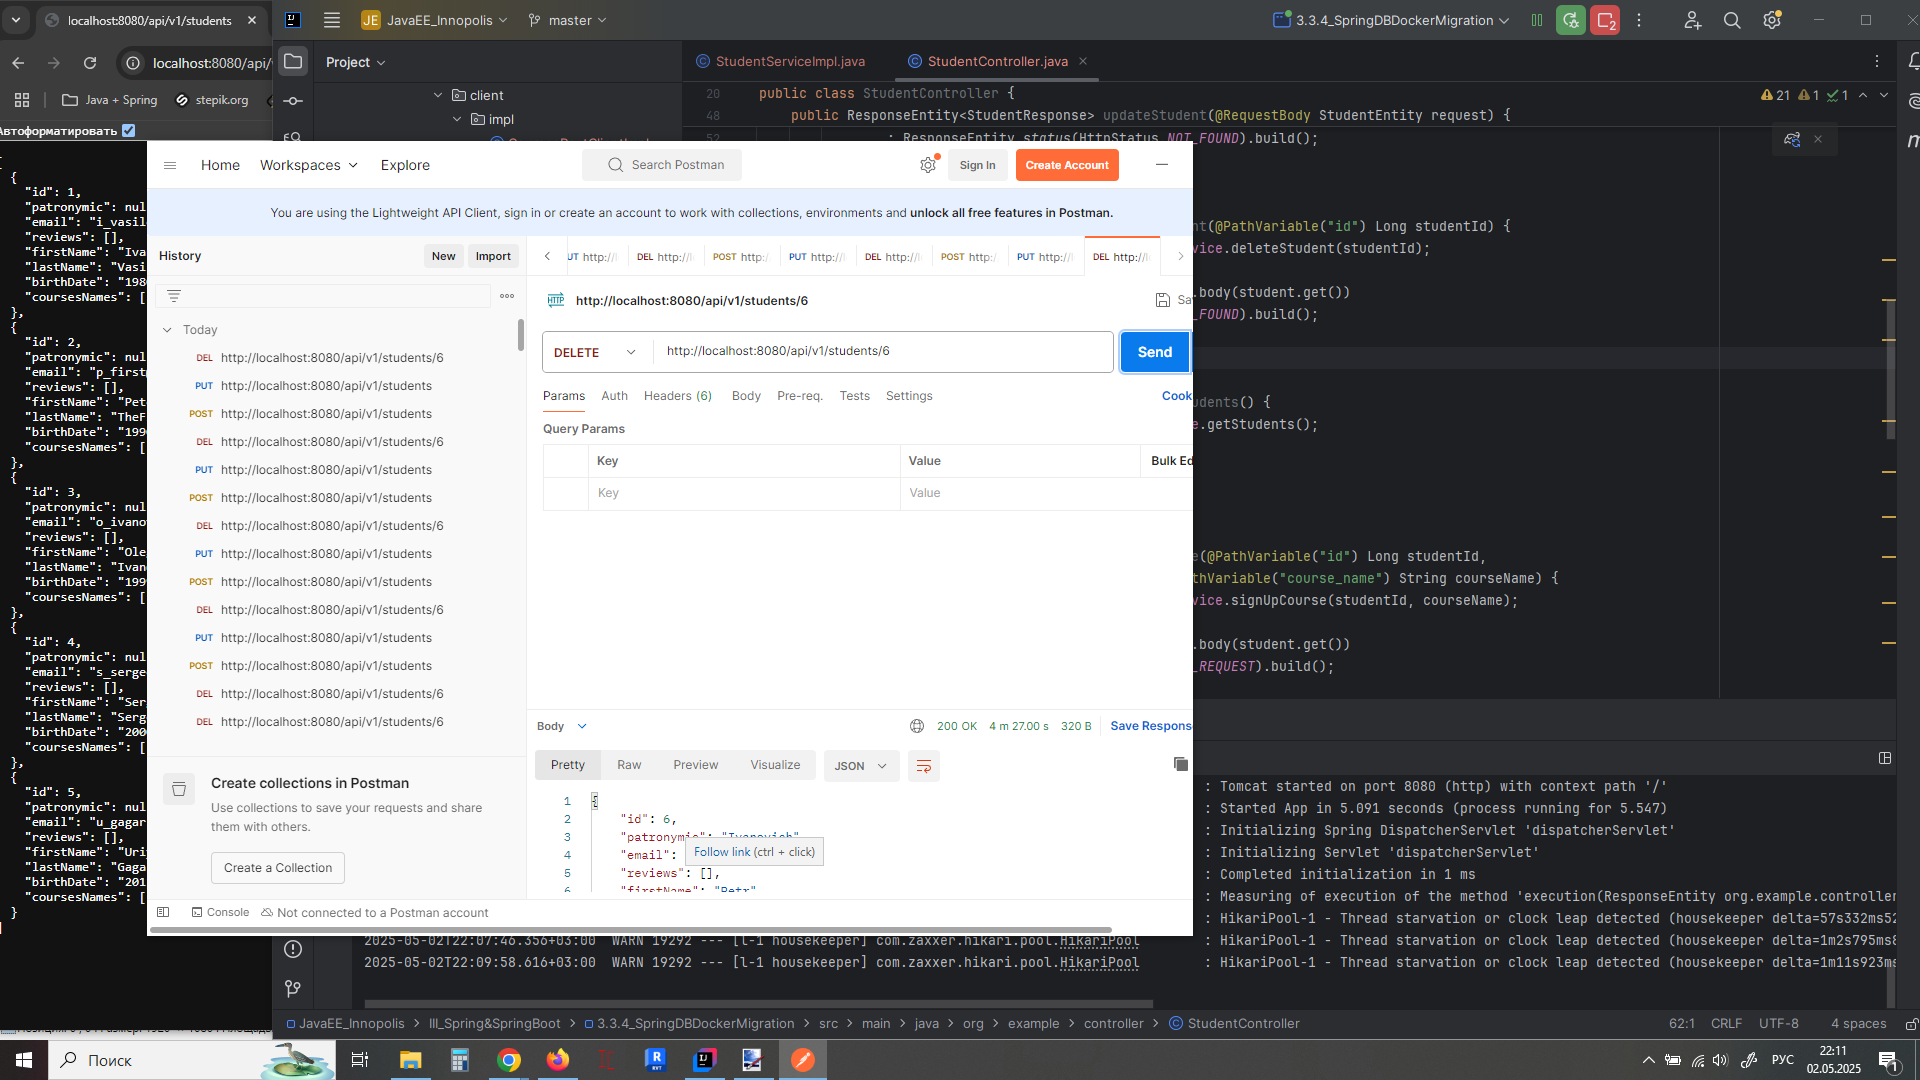 localhost:8080/api/v1/students
JavaEE_Innopolis
master
3.3.4_SpringDBDockerMigration
localhost:8080/api/
Java + Spring
stepik.org
Автоформатировать
{
"id": 1,
"patronymic": nul
"email": "i_vasil
"reviews": [],
"firstName": "Iva
"lastName": "Vasi
"birthDate": "198
"coursesNames": [
},
{
"id": 2,
"patronymic": nul
"email": "p_first
"reviews": [],
"firstName": "Pet
"lastName": "TheF
"birthDate": "199
"coursesNames": [
},
{
"id": 3,
"patronymic": nul
"email": "o_ivano
"reviews": [],
"firstName": "Ole
"lastName": "Ivan
"birthDate": "199
"coursesNames": [
},
{
"id": 4,
"patronymic": nul
"email": "s_serge
"reviews": [],
"firstName": "Ser
"lastName": "Serg
"birthDate": "200
"coursesNames": [
},
{
"id": 5,
"patronymic": nul
"email": "u_gagar
"reviews": [],
"firstName": "Uri
"lastName": "Gaga
"birthDate": "201
"coursesNames": [
}
Project
client
impl
StudentServiceImpl.java
StudentController.java
20 public class StudentController {
48 public ResponseEntity<StudentResponse> updateStudent(@RequestBody StudentEntity request) {
52 : ResponseEntity.status(HttpStatus.NOT_FOUND).build();
21 1 1
nt(@PathVariable("id") Long studentId) {
vice.deleteStudent(studentId);
.body(student.get())
_FOUND).build();
udents() {
e.getStudents();
e(@PathVariable("id") Long studentId,
thVariable("course_name") String courseName) {
vice.signUpCourse(studentId, courseName);
.body(student.get())
_REQUEST).build();
Home
Workspaces
Explore
Search Postman
Sign In
Create Account
You are using the Lightweight API Client, sign in or create an account to work with collections, environments and unlock all free features in Postman.
History
New
Import
UT http://
DEL http://
POST http:/
PUT http://
DEL http://
POST http:/
PUT http://
DEL http://
Today
DEL http://localhost:8080/api/v1/students/6
PUT http://localhost:8080/api/v1/students
POST http://localhost:8080/api/v1/students
DEL http://localhost:8080/api/v1/students/6
PUT http://localhost:8080/api/v1/students
POST http://localhost:8080/api/v1/students
DEL http://localhost:8080/api/v1/students/6
PUT http://localhost:8080/api/v1/students
POST http://localhost:8080/api/v1/students
DEL http://localhost:8080/api/v1/students/6
PUT http://localhost:8080/api/v1/students
POST http://localhost:8080/api/v1/students
DEL http://localhost:8080/api/v1/students/6
DEL http://localhost:8080/api/v1/students/6
Create collections in Postman
Use collections to save your requests and share
them with others.
Create a Collection
HTTP http://localhost:8080/api/v1/students/6
Sa
DELETE
http://localhost:8080/api/v1/students/6
Send
Params
Auth
Headers (6)
Body
Pre-req.
Tests
Settings
Cook
Query Params
Key Value Bulk Ed
Key Value
Body
200 OK 4 m 27.00 s 320 B
Save Respons
Pretty
Raw
Preview
Visualize
JSON
1 {
2 "id": 6,
3 "patronymic": "Ivanovich"
4 "email":
5 "reviews": [],
6 "firstName": "Petr"
Follow link (ctrl + click)
Console
Not connected to a Postman account
: Tomcat started on port 8080 (http) with context path '/'
: Started App in 5.091 seconds (process running for 5.547)
: Initializing Spring DispatcherServlet 'dispatcherServlet'
: Initializing Servlet 'dispatcherServlet'
: Completed initialization in 1 ms
: Measuring of execution of the method 'execution(ResponseEntity org.example.controller
: HikariPool-1 - Thread starvation or clock leap detected (housekeeper delta=57s332ms52
2025-05-02T22:07:46.356+03:00 WARN 19292 --- [l-1 housekeeper] com.zaxxer.hikari.pool.HikariPool : HikariPool-1 - Thread starvation or clock leap detected (housekeeper delta=1m2s795ms8
2025-05-02T22:09:58.616+03:00 WARN 19292 --- [l-1 housekeeper] com.zaxxer.hikari.pool.HikariPool : HikariPool-1 - Thread starvation or clock leap detected (housekeeper delta=1m11s923ms
JavaEE_Innopolis > III_Spring&SpringBoot > 3.3.4_SpringDBDockerMigration > src > main > java > org > example > controller > StudentController
62:1 CRLF UTF-8 4 spaces
Поиск
РУС
22:11
02.05.2025
1